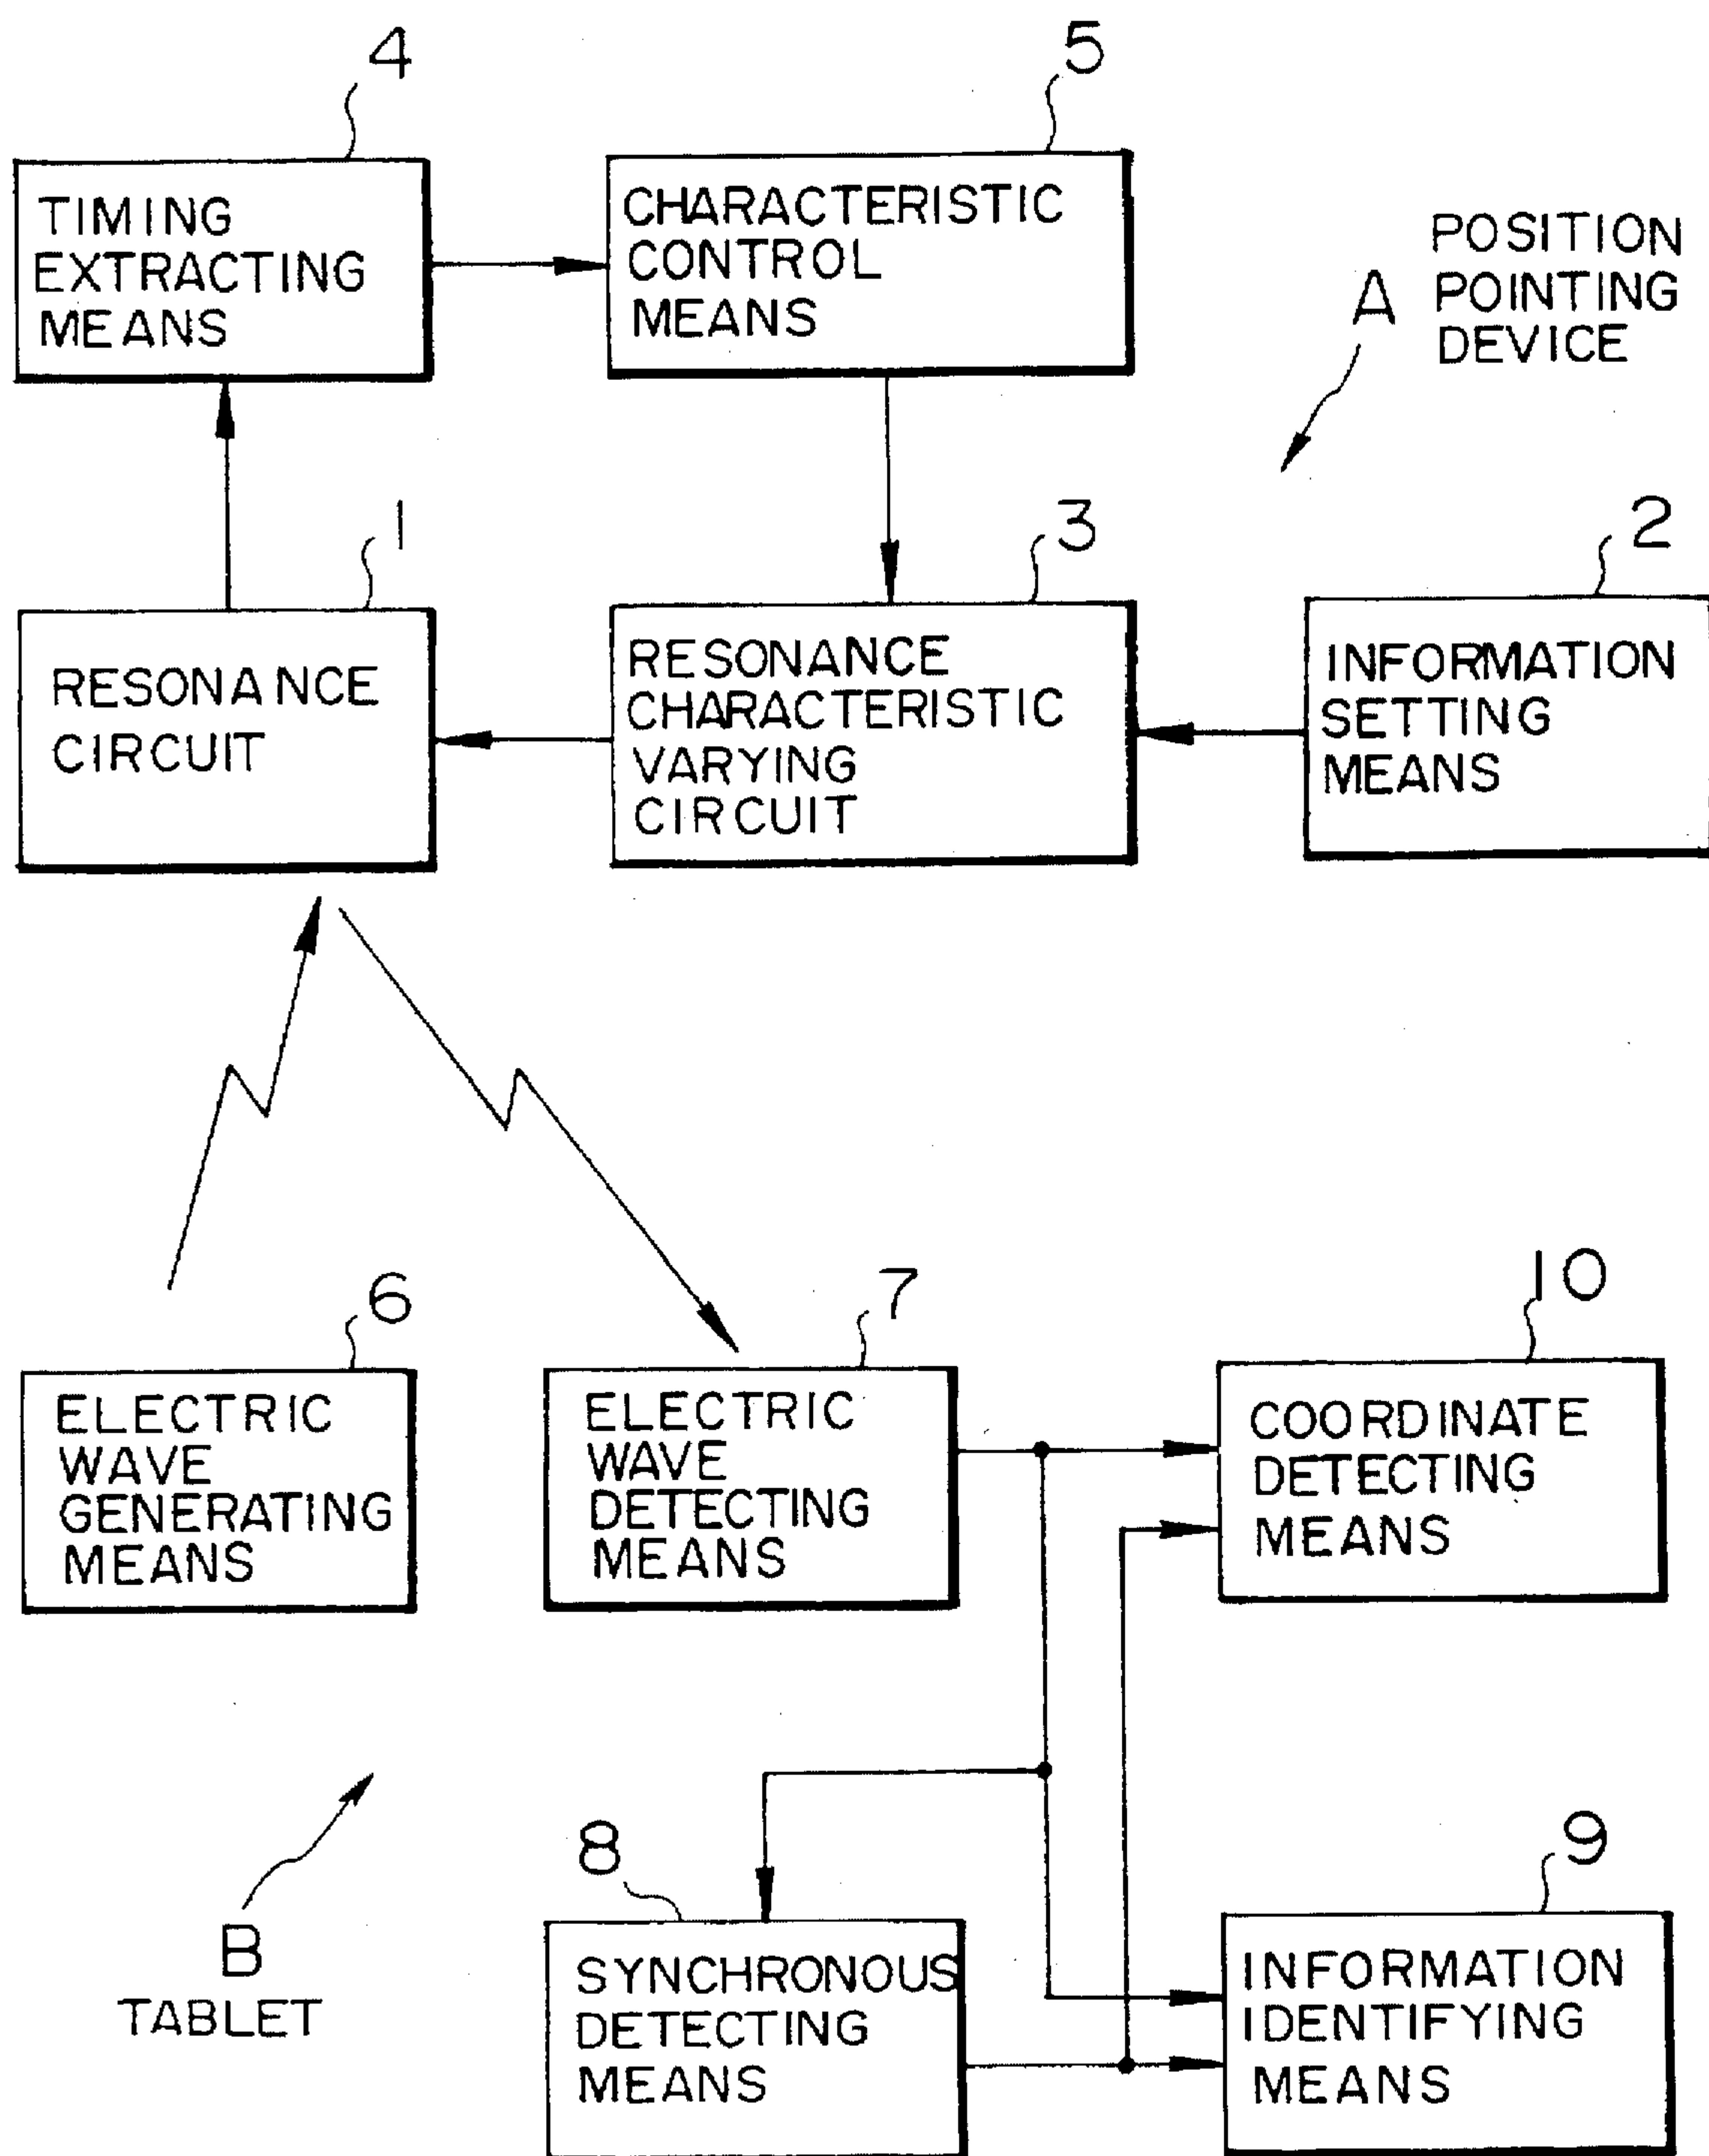 4
5
TIMING
EXTRACTING
MEANS
CHARACTERISTIC
CONTROL
MEANS
A
POSITION
POINTING
DEVICE
1
3
2
RESONANCE
CIRCUIT
RESONANCE
CHARACTERISTIC
VARYING
CIRCUIT
INFORMATION
SETTING
MEANS
6
7
10
ELECTRIC
WAVE
GENERATING
MEANS
ELECTRIC
WAVE
DETECTING
MEANS
COORDINATE
DETECTING
MEANS
B
TABLET
8
9
SYNCHRONOUS
DETECTING
MEANS
INFORMATION
IDENTIFYING
MEANS